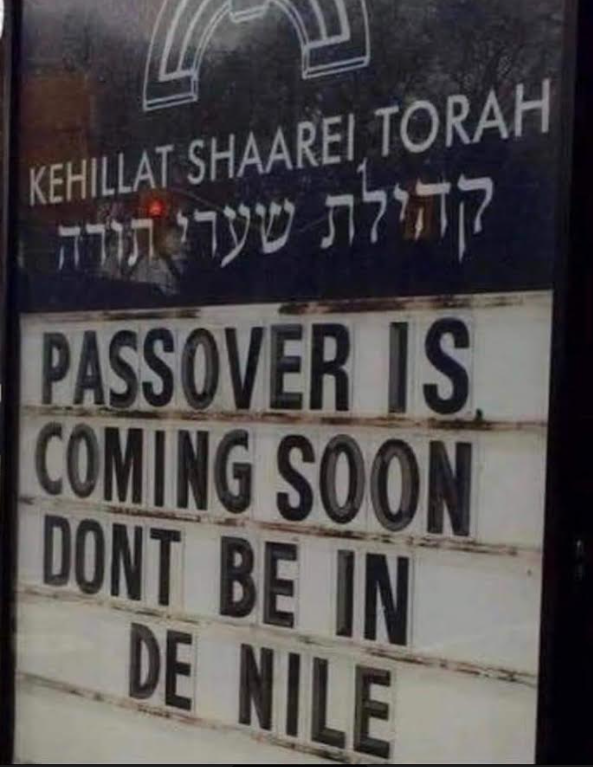 KEHILLAT SHAAREI TORAH
קהילת שערי תורה
PASSOVER IS
COMING SOON
DONT BE IN
DE NILE